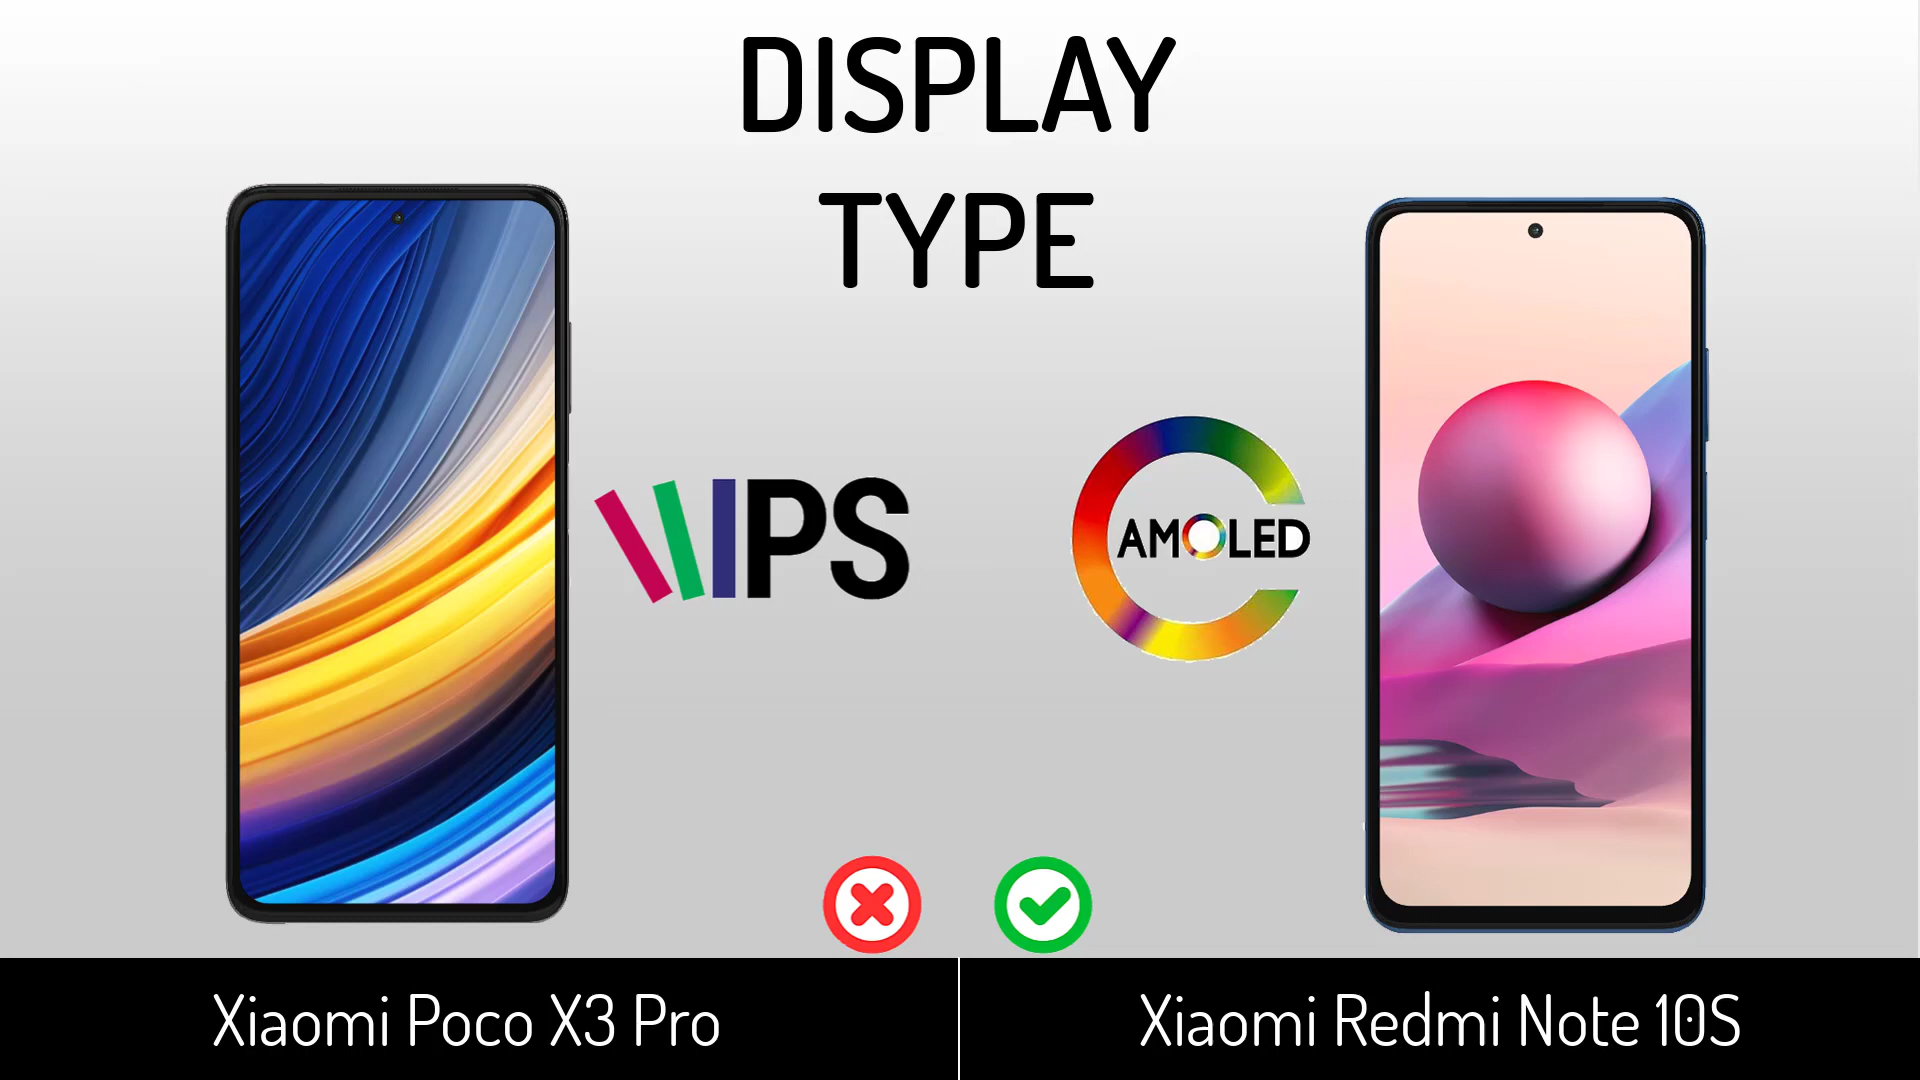 DISPLAY
TYPE
IPS
AMOLED
Xiaomi Poco X3 Pro
Xiaomi Redmi Note 10S